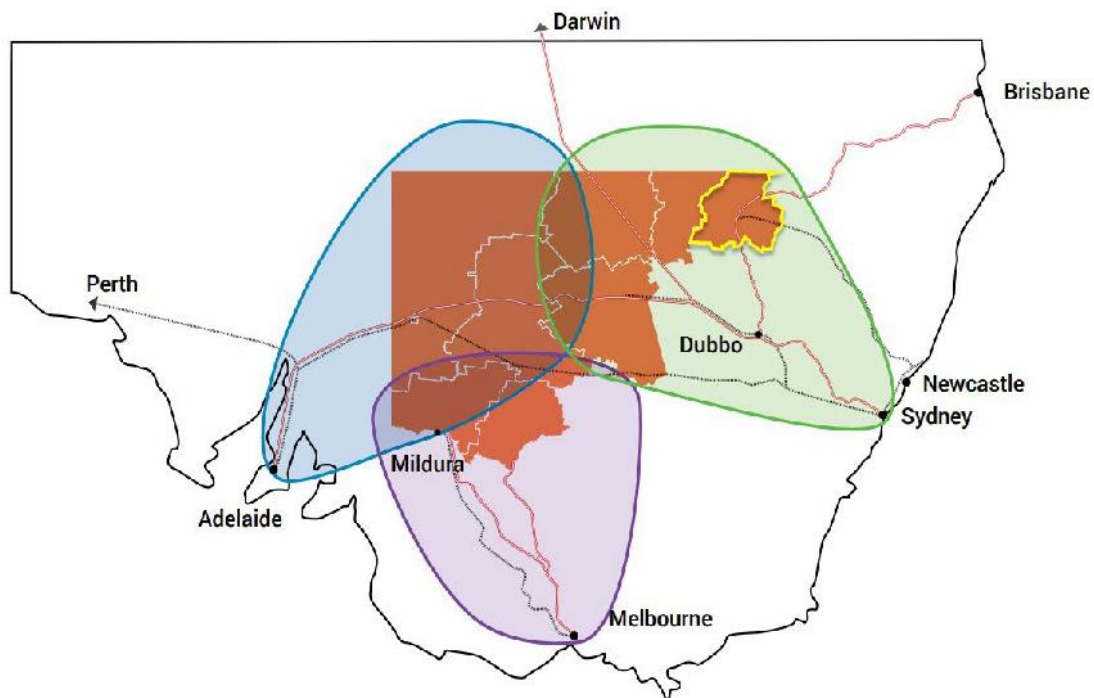 Darwin
Brisbane
Perth
Dubbo
Newcastle
Sydney
Mildura
Adelaide
Melbourne